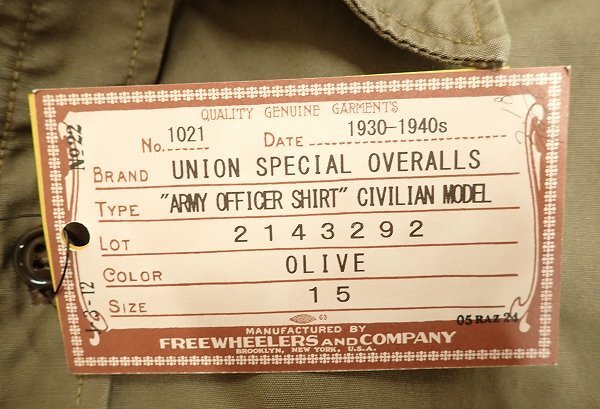 QUALITY GENUINE GARMENTS
No. 1021 DATE 1930-1940s
BRAND UNION SPECIAL OVERALLS
TYPE "ARMY OFFICER SHIRT" CIVILIAN MODEL
LOT 2143292
COLOR OLIVE
SIZE 15
63
MANUFACTURED BY
FREEWHEELERS AND COMPANY
BROOKLYN, NEW YORK, U.S.A.
05 RAZ 24
No 22